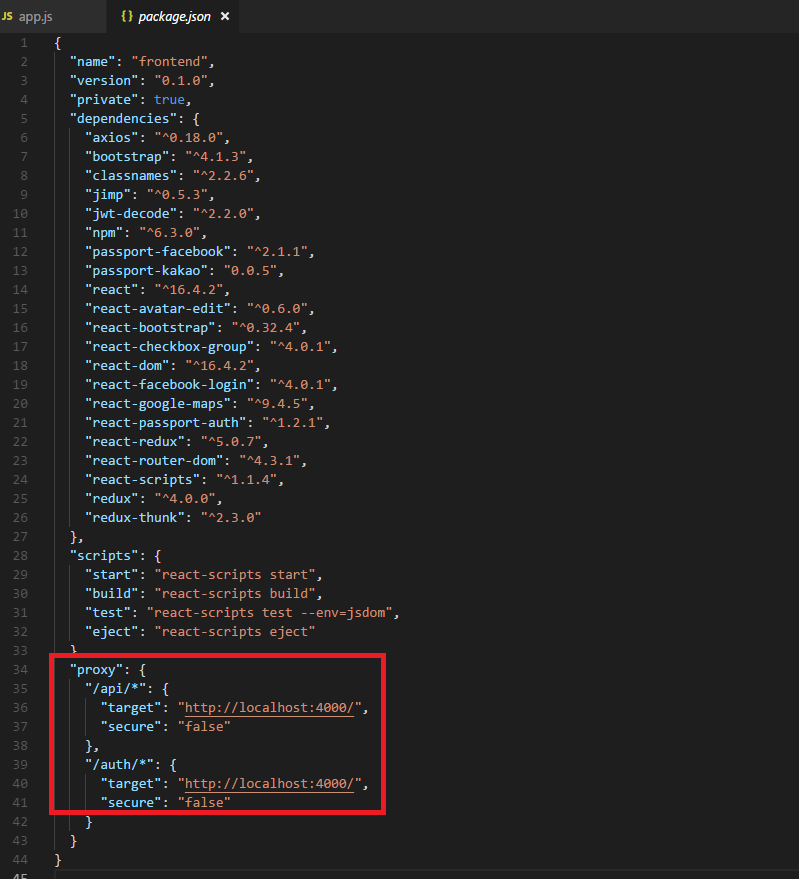 JS app.js {} package.json ×
1 {
2 "name": "frontend",
3 "version": "0.1.0",
4 "private": true,
5 "dependencies": {
6 "axios": "^0.18.0",
7 "bootstrap": "^4.1.3",
8 "classnames": "^2.2.6",
9 "jimp": "^0.5.3",
10 "jwt-decode": "^2.2.0",
11 "npm": "^6.3.0",
12 "passport-facebook": "^2.1.1",
13 "passport-kakao": "0.0.5",
14 "react": "^16.4.2",
15 "react-avatar-edit": "^0.6.0",
16 "react-bootstrap": "^0.32.4",
17 "react-checkbox-group": "^4.0.1",
18 "react-dom": "^16.4.2",
19 "react-facebook-login": "^4.0.1",
20 "react-google-maps": "^9.4.5",
21 "react-passport-auth": "^1.2.1",
22 "react-redux": "^5.0.7",
23 "react-router-dom": "^4.3.1",
24 "react-scripts": "^1.1.4",
25 "redux": "^4.0.0",
26 "redux-thunk": "^2.3.0"
27 },
28 "scripts": {
29 "start": "react-scripts start",
30 "build": "react-scripts build",
31 "test": "react-scripts test --env=jsdom",
32 "eject": "react-scripts eject"
33 }
34 "proxy": {
35 "/api/*": {
36 "target": "http://localhost:4000/",
37 "secure": "false"
38 },
39 "/auth/*": {
40 "target": "http://localhost:4000/",
41 "secure": "false"
42 }
43 }
44 }
45